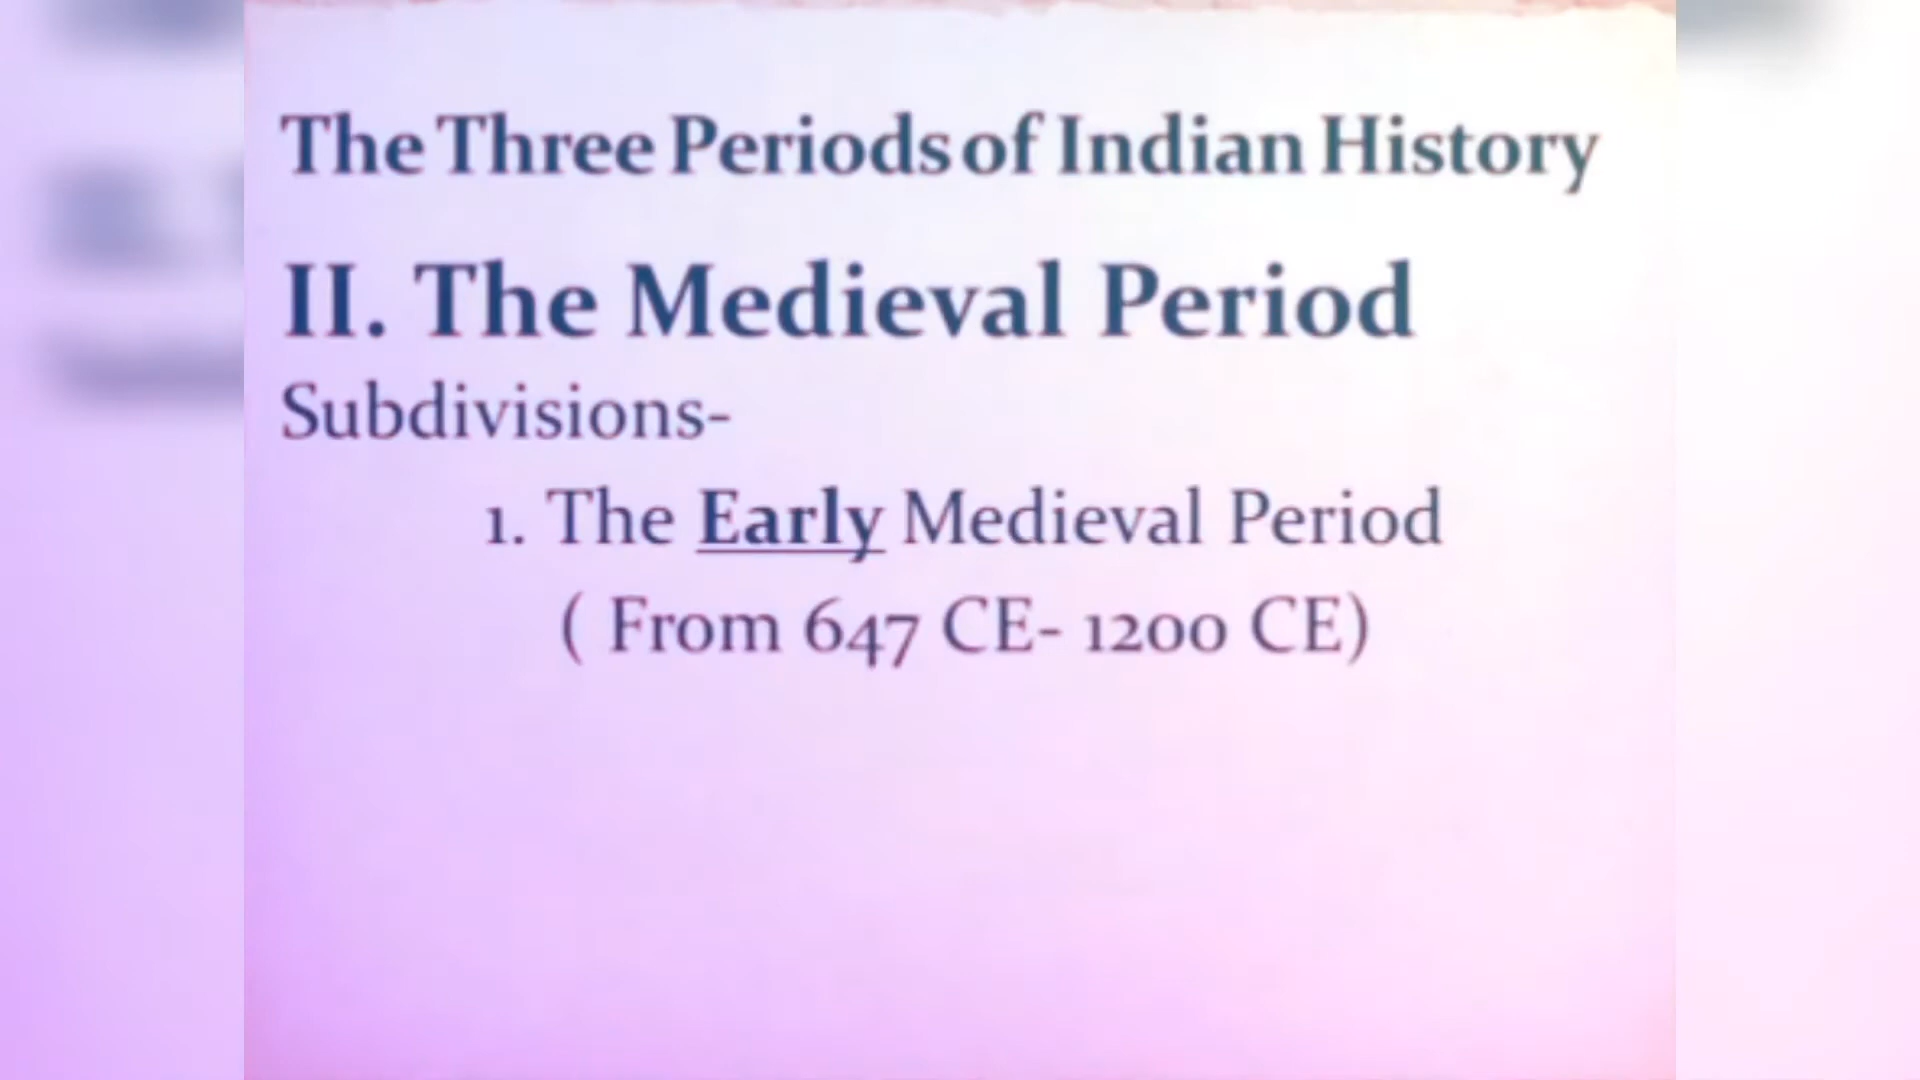 The Three Periods of Indian History
II. The Medieval Period
Subdivisions-
1. The Early Medieval Period
( From 647 CE- 1200 CE)